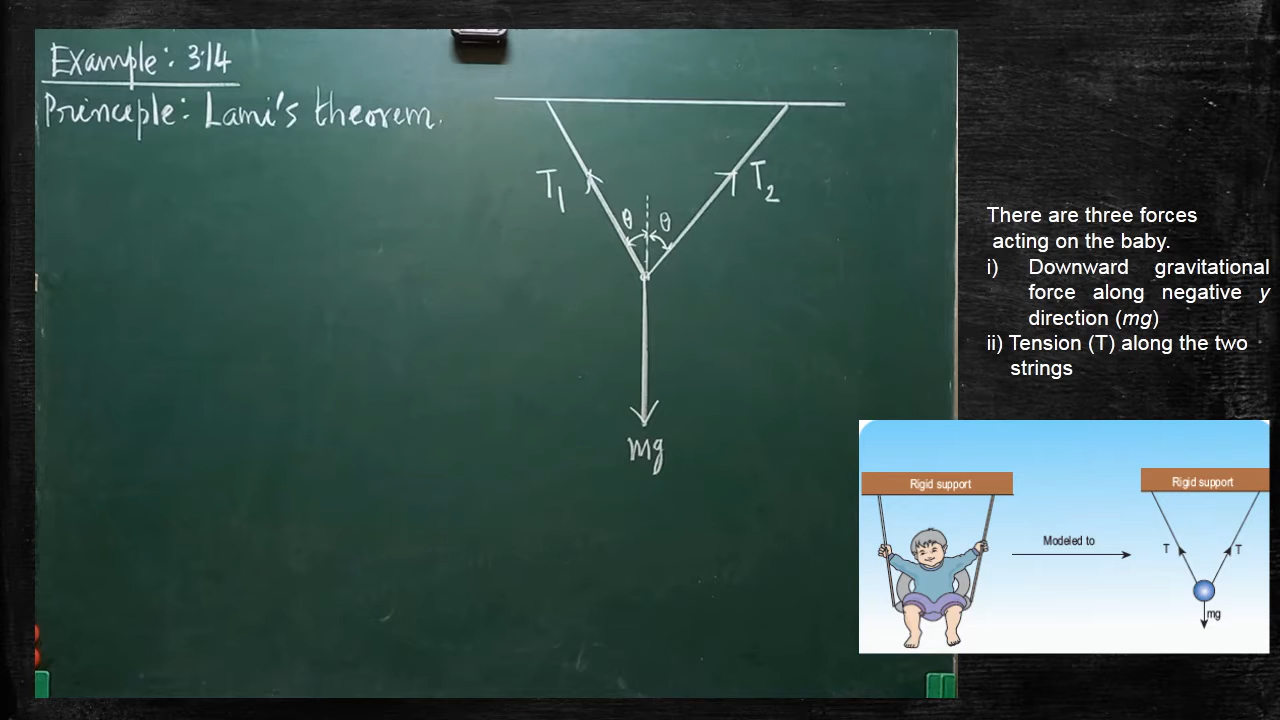 Example: 3.14
Principle: Lami's theorem.
T1
T2
θ
θ
mg
There are three forces
acting on the baby.
i) Downward gravitational
force along negative y
direction (mg)
ii) Tension (T) along the two
strings
Rigid support
Rigid support
Modeled to
T
T
mg